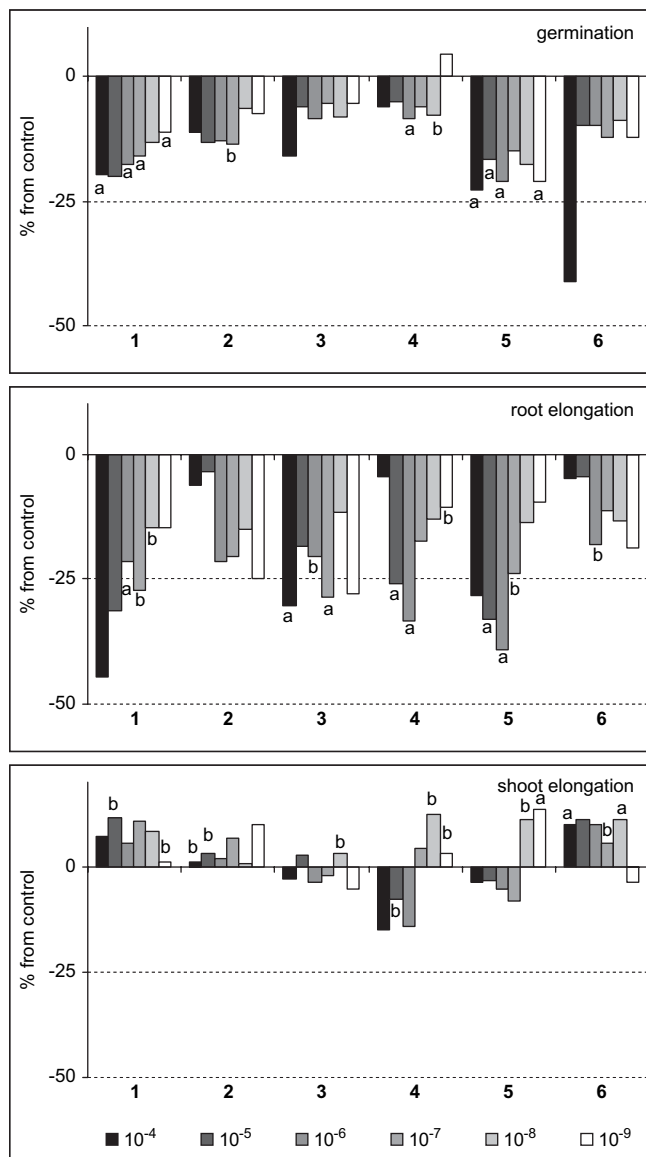 germination
0
-25
-50
% from control
a a a a
b
a b
a a a a
1 2 3 4 5 6
root elongation
0
-25
-50
% from control
a b b
a b a
a a b
a a b
b
1 2 3 4 5 6
shoot elongation
0
-25
-50
% from control
b b
b b
b
b b b
b a
a b a
1 2 3 4 5 6
10⁻⁴ 10⁻⁵ 10⁻⁶ 10⁻⁷ 10⁻⁸ 10⁻⁹